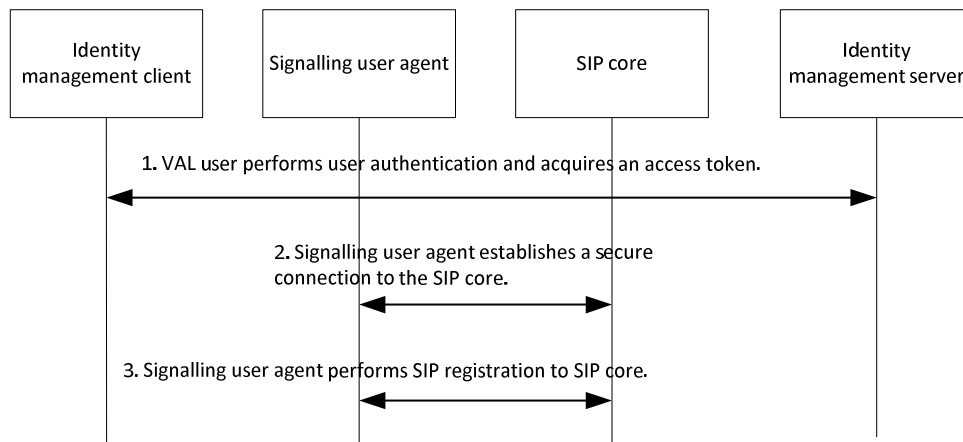 Identity
management client
Signalling user agent
SIP core
Identity
management server
1. VAL user performs user authentication and acquires an access token.
2. Signalling user agent establishes a secure
connection to the SIP core.
3. Signalling user agent performs SIP registration to SIP core.